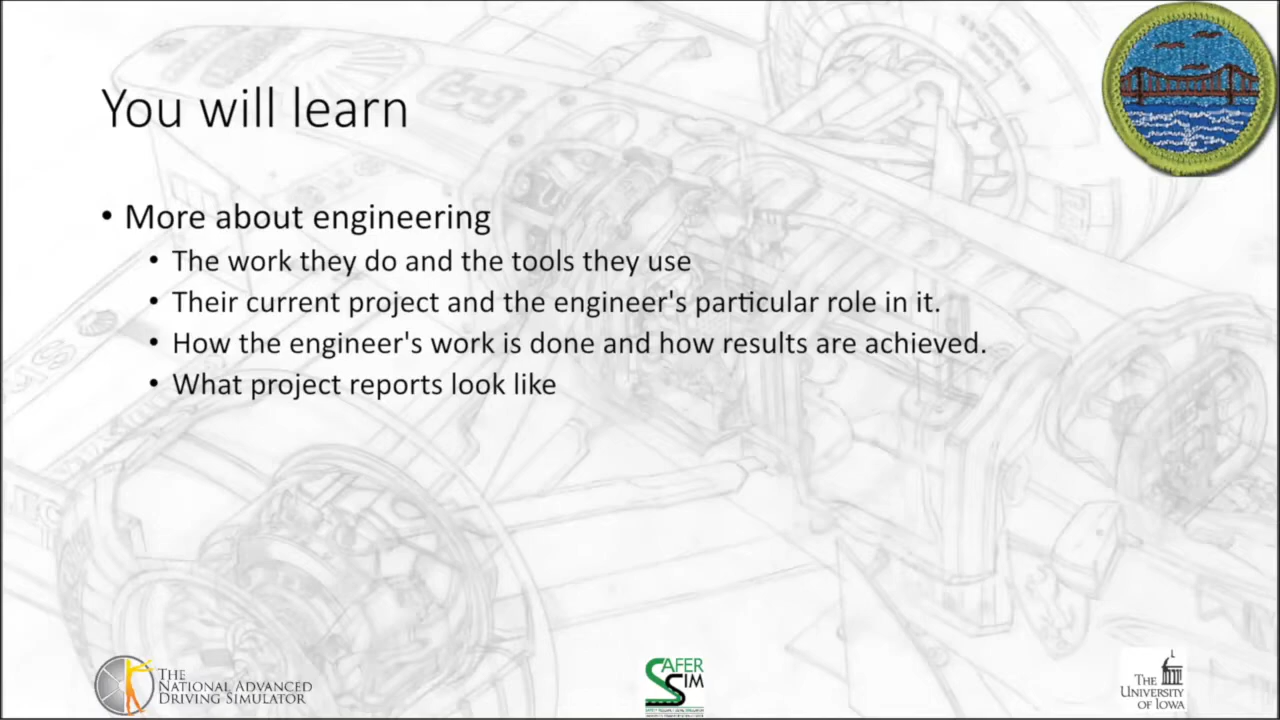 You will learn
• More about engineering
• The work they do and the tools they use
• Their current project and the engineer's particular role in it.
• How the engineer's work is done and how results are achieved.
• What project reports look like
THE
NATIONAL ADVANCED
DRIVING SIMULATOR
SAFER
SIM
THE
UNIVERSITY
OF IOWA